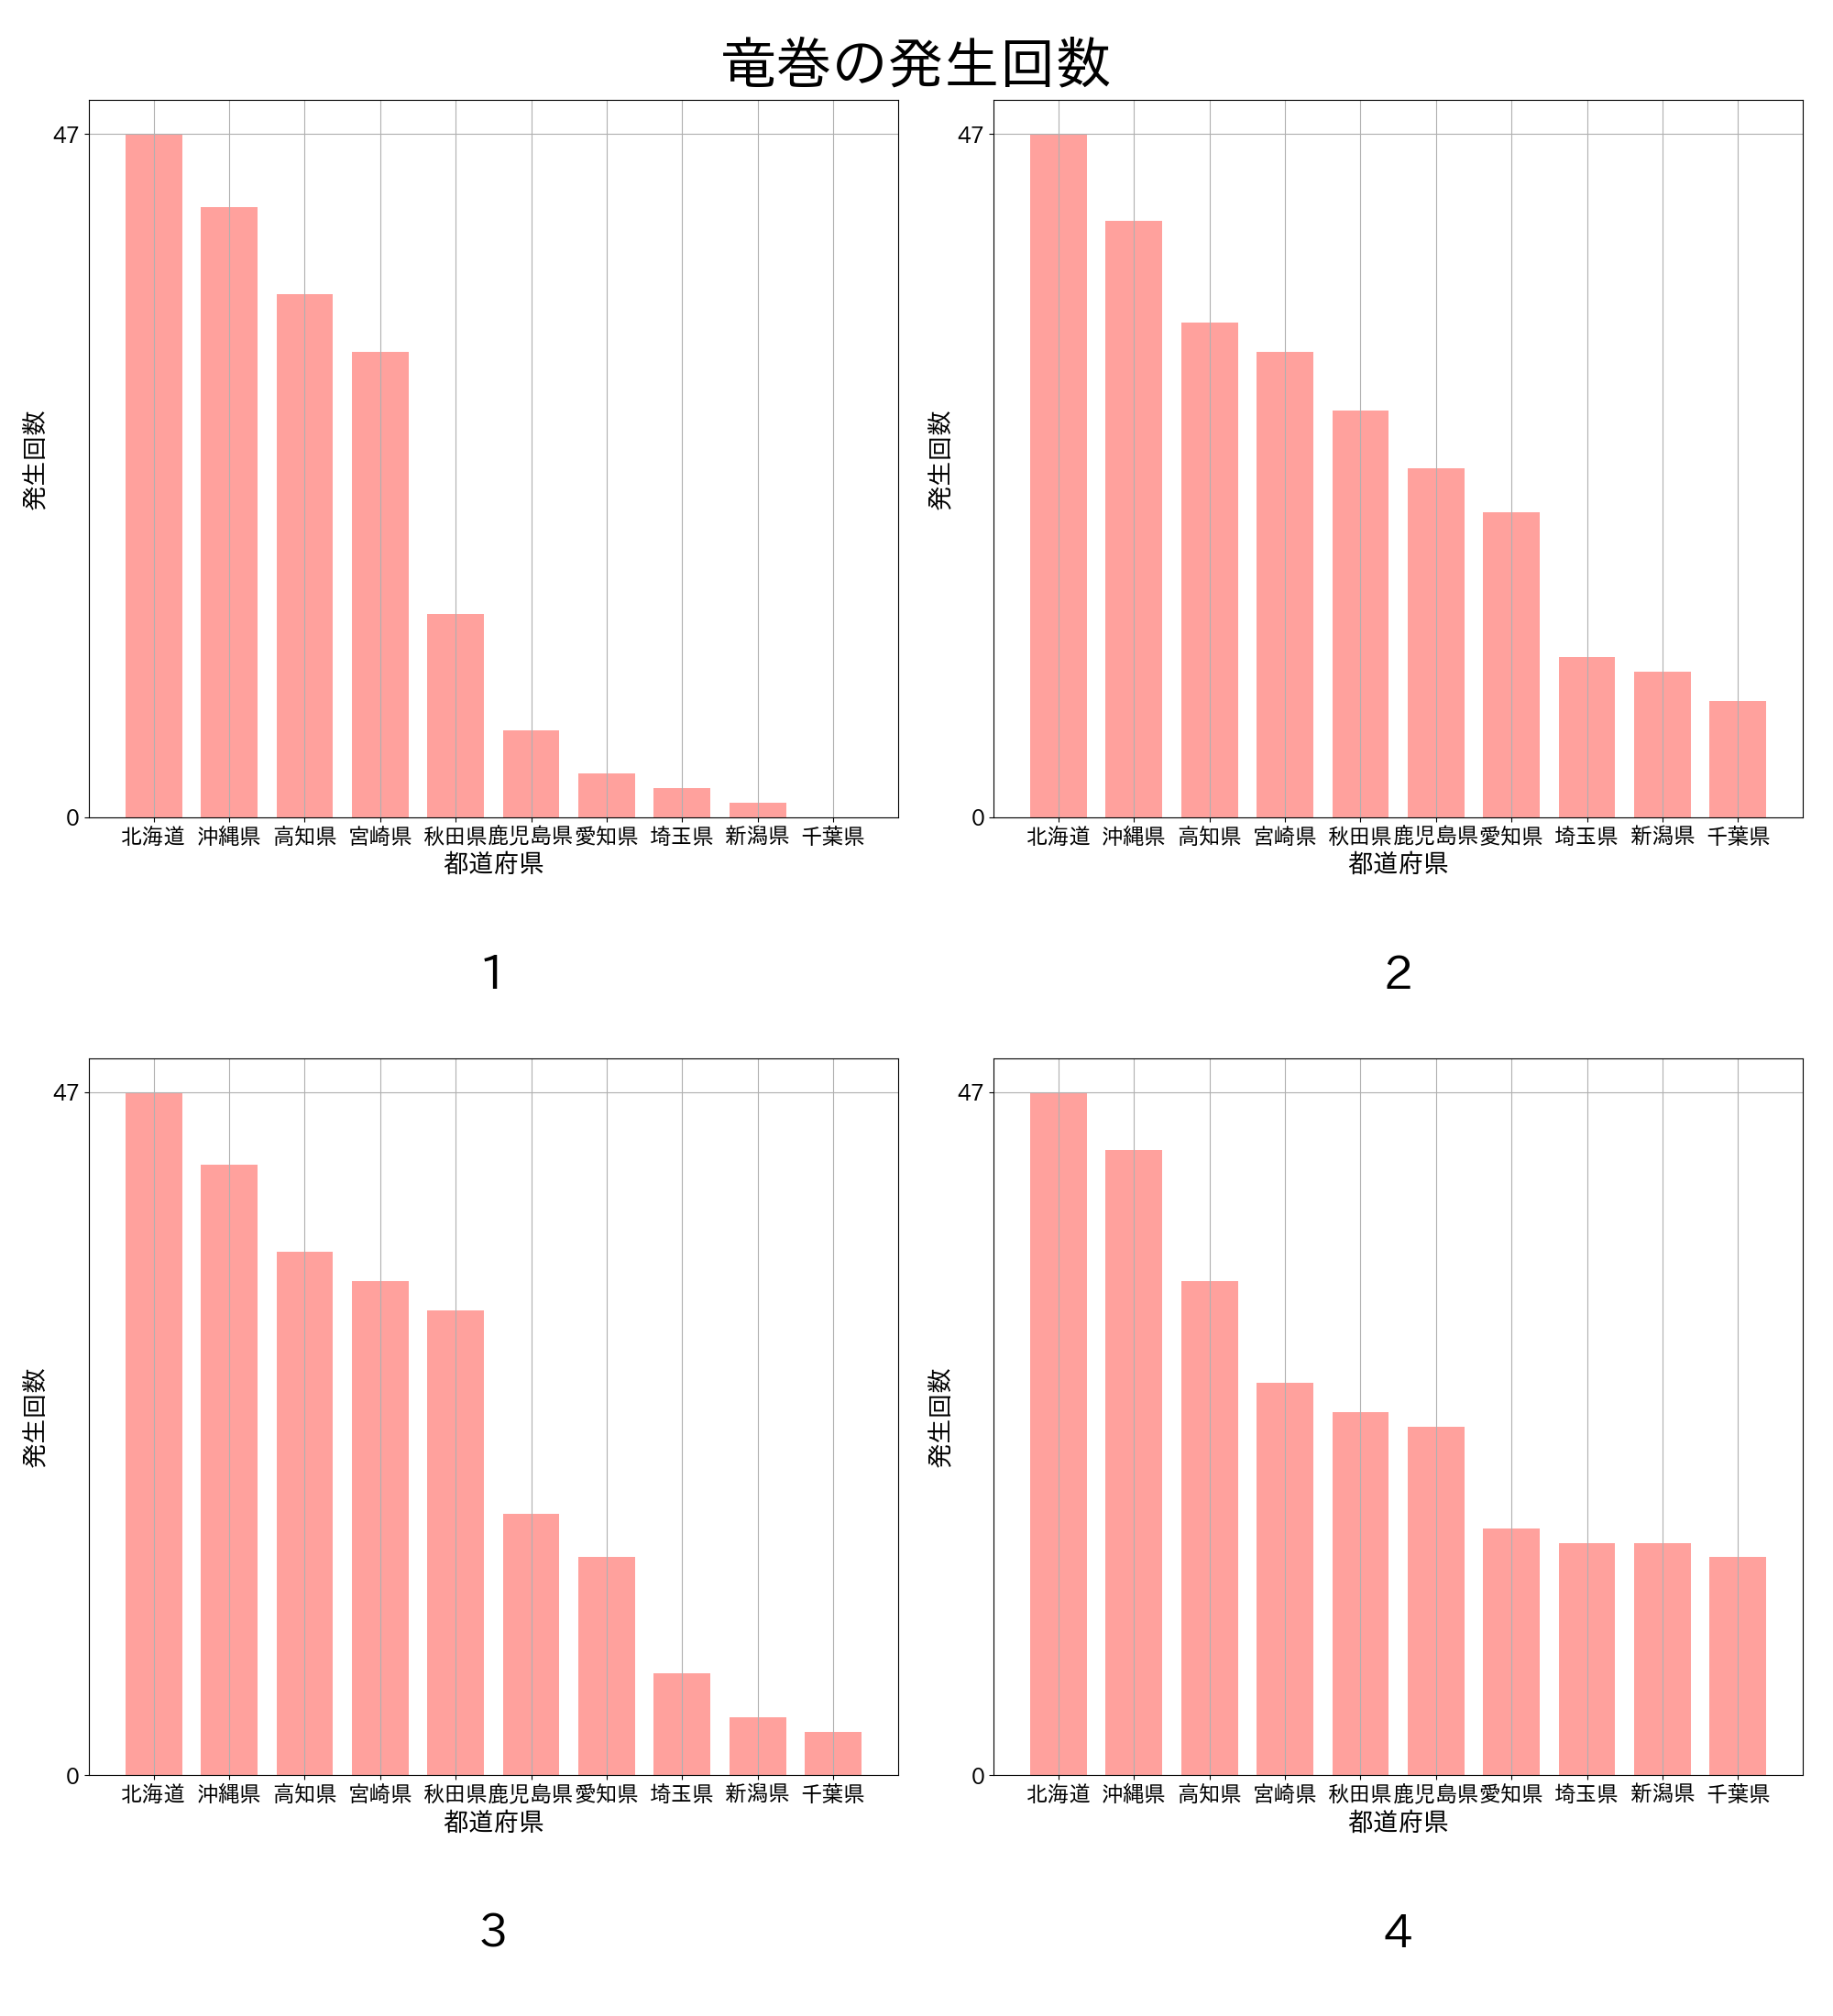 竜巻の発生回数
47
0
発生回数
北海道 沖縄県 高知県 宮崎県 秋田県 鹿児島県 愛知県 埼玉県 新潟県 千葉県
都道府県
1
47
0
発生回数
北海道 沖縄県 高知県 宮崎県 秋田県 鹿児島県 愛知県 埼玉県 新潟県 千葉県
都道府県
2
47
0
発生回数
北海道 沖縄県 高知県 宮崎県 秋田県 鹿児島県 愛知県 埼玉県 新潟県 千葉県
都道府県
3
47
0
発生回数
北海道 沖縄県 高知県 宮崎県 秋田県 鹿児島県 愛知県 埼玉県 新潟県 千葉県
都道府県
4